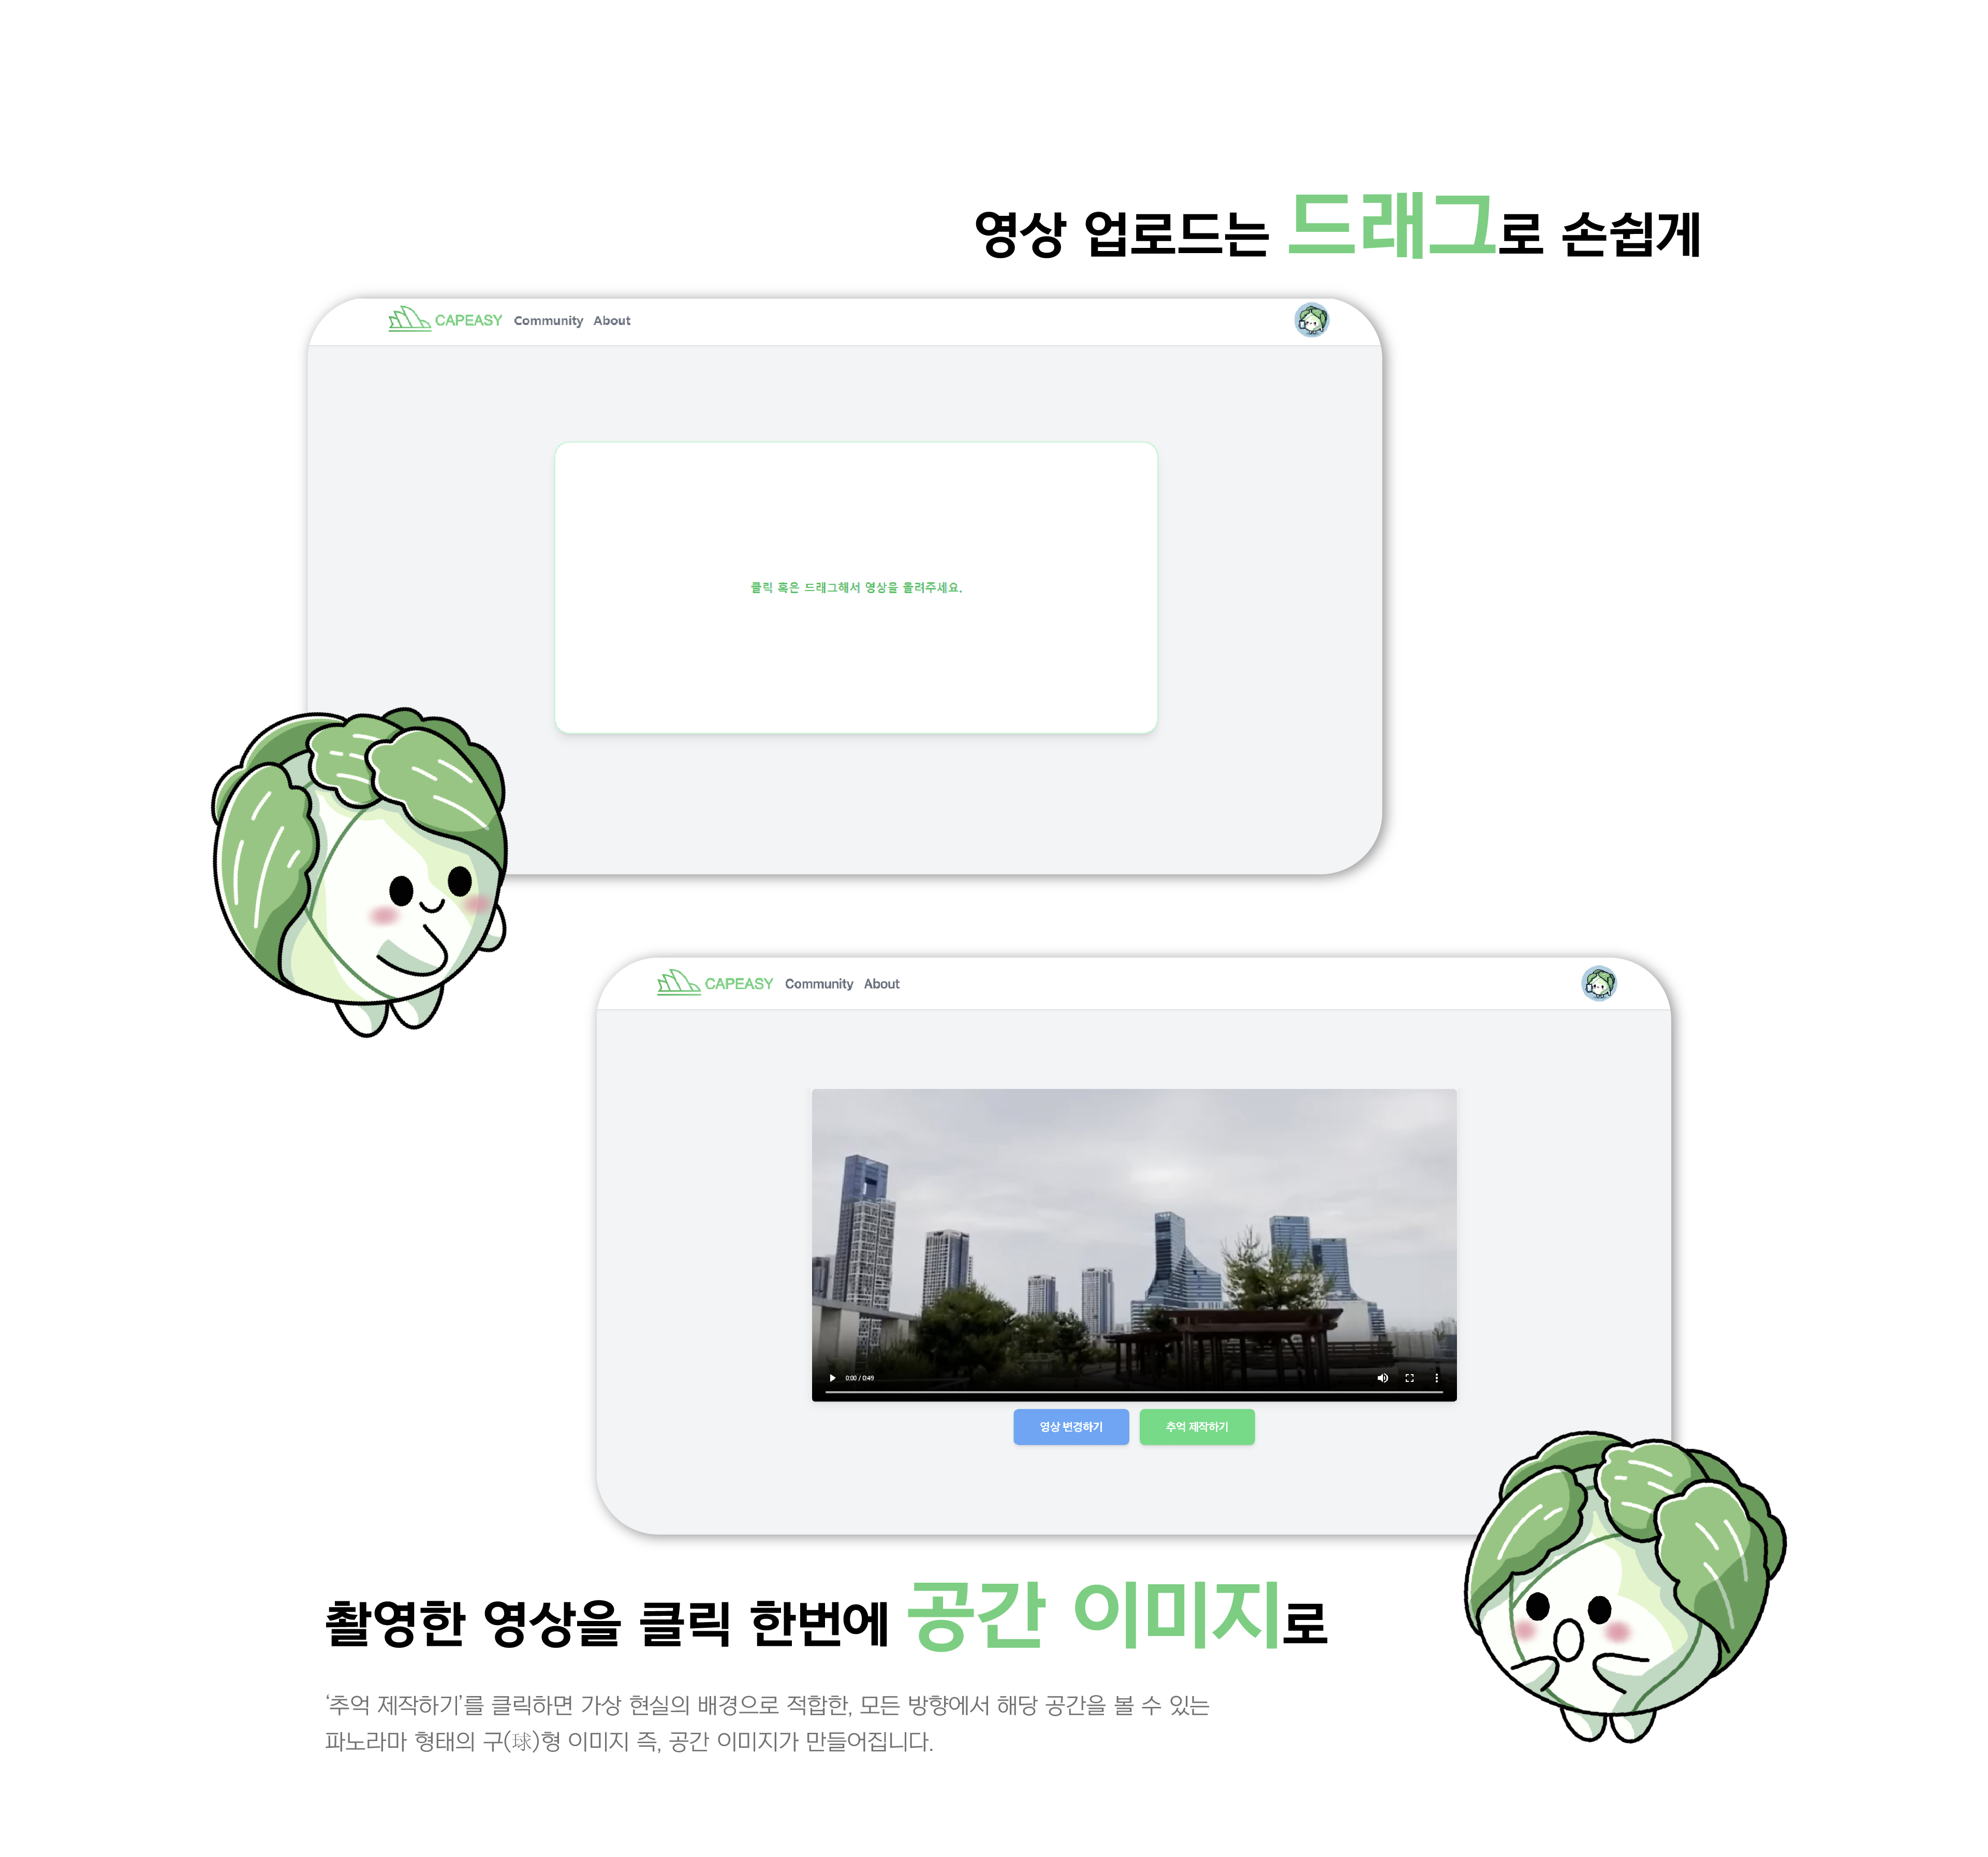 영상 업로드는 드래그로 손쉽게
CAPEASY Community About
클릭 혹은 드래그해서 영상을 올려주세요.
CAPEASY Community About
0:00 / 0:49
영상 변경하기 추억 제작하기
촬영한 영상을 클릭 한번에 공간 이미지로
‘추억 제작하기’를 클릭하면 가상 현실의 배경으로 적합한, 모든 방향에서 해당 공간을 볼 수 있는
파노라마 형태의 구(球)형 이미지 즉, 공간 이미지가 만들어집니다.